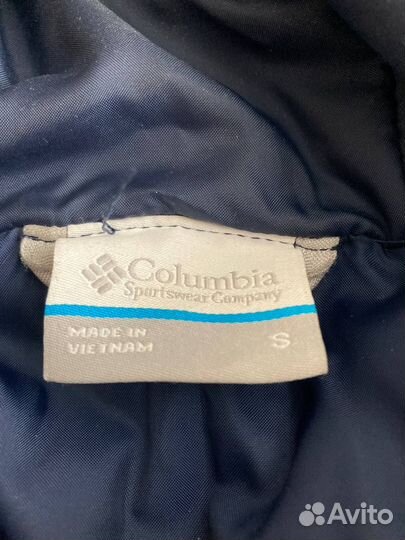 Columbia
Sportswear Company
MADE IN
VIETNAM
S
Avito